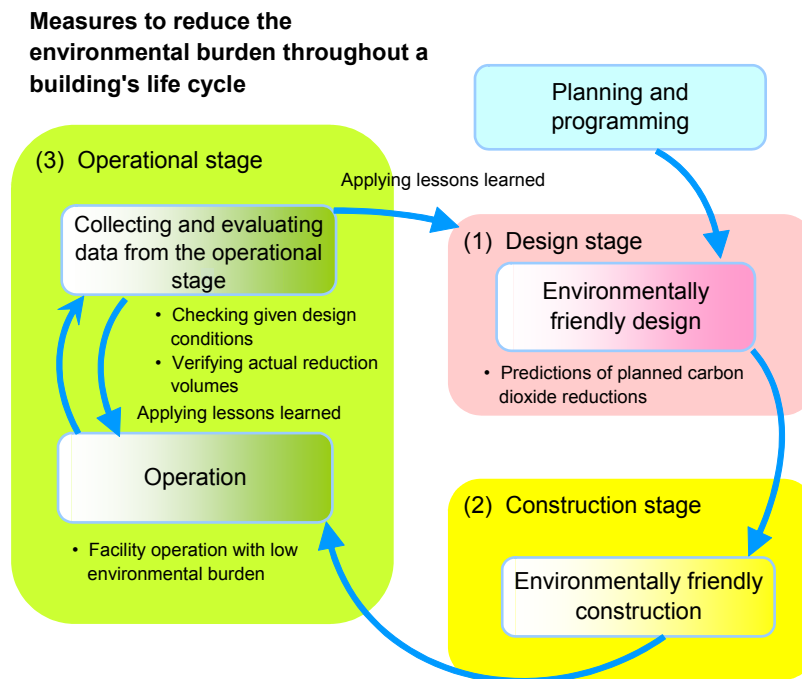 Measures to reduce the
environmental burden throughout a
building's life cycle
Planning and
programming
(3) Operational stage
Applying lessons learned
Collecting and evaluating
data from the operational
stage
• Checking given design
conditions
• Verifying actual reduction
volumes
Applying lessons learned
Operation
• Facility operation with low
environmental burden
(1) Design stage
Environmentally
friendly design
• Predictions of planned carbon
dioxide reductions
(2) Construction stage
Environmentally friendly
construction